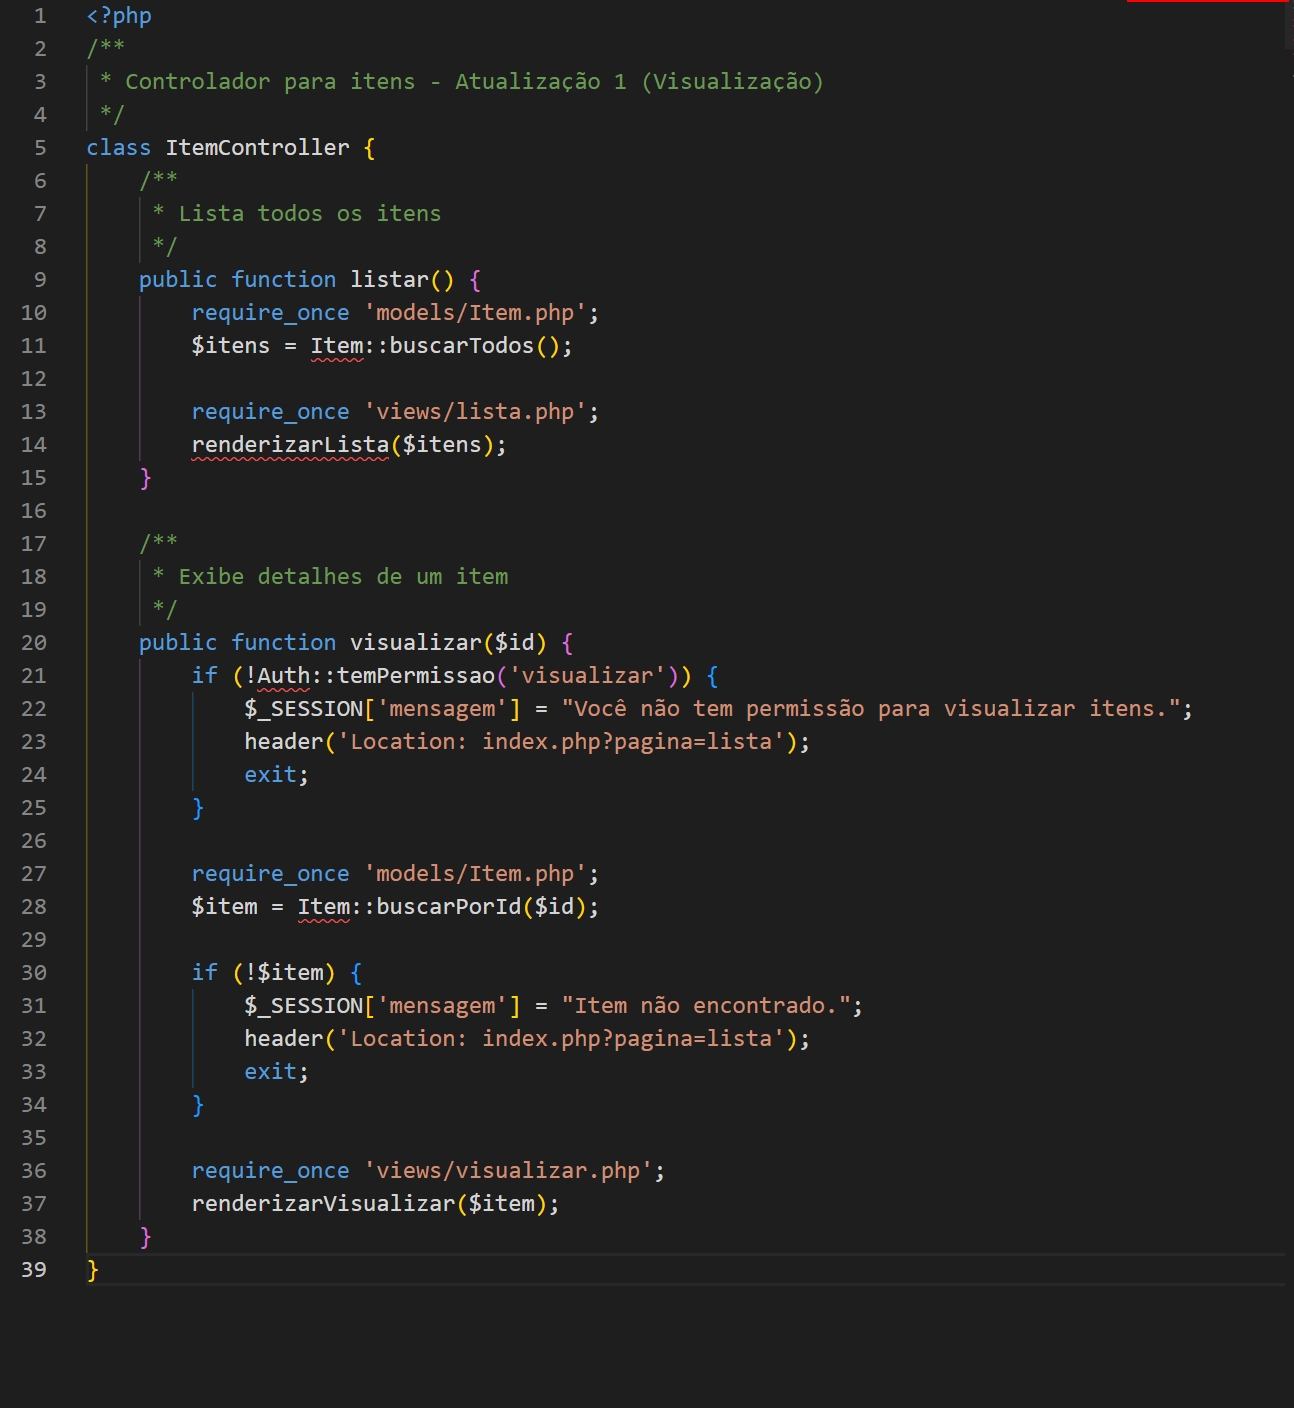 1 <?php
2 /**
3  * Controlador para itens - Atualização 1 (Visualização)
4  */
5 class ItemController {
6     /**
7      * Lista todos os itens
8      */
9     public function listar() {
10         require_once 'models/Item.php';
11         $itens = Item::buscarTodos();
12
13         require_once 'views/lista.php';
14         renderizarLista($itens);
15     }
16
17     /**
18      * Exibe detalhes de um item
19      */
20     public function visualizar($id) {
21         if (!Auth::temPermissao('visualizar')) {
22             $_SESSION['mensagem'] = "Você não tem permissão para visualizar itens.";
23             header('Location: index.php?pagina=lista');
24             exit;
25         }
26
27         require_once 'models/Item.php';
28         $item = Item::buscarPorId($id);
29
30         if (!$item) {
31             $_SESSION['mensagem'] = "Item não encontrado.";
32             header('Location: index.php?pagina=lista');
33             exit;
34         }
35
36         require_once 'views/visualizar.php';
37         renderizarVisualizar($item);
38     }
39 }